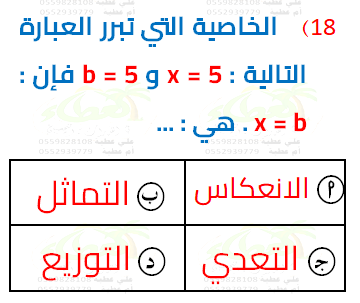 18) الخاصية التي تبرر العبارة
التالية : x = 5 و b = 5 فإن :
x = b . هي : ...
أ الانعكاس
ب التماثل
ج التعدي
د التوزيع